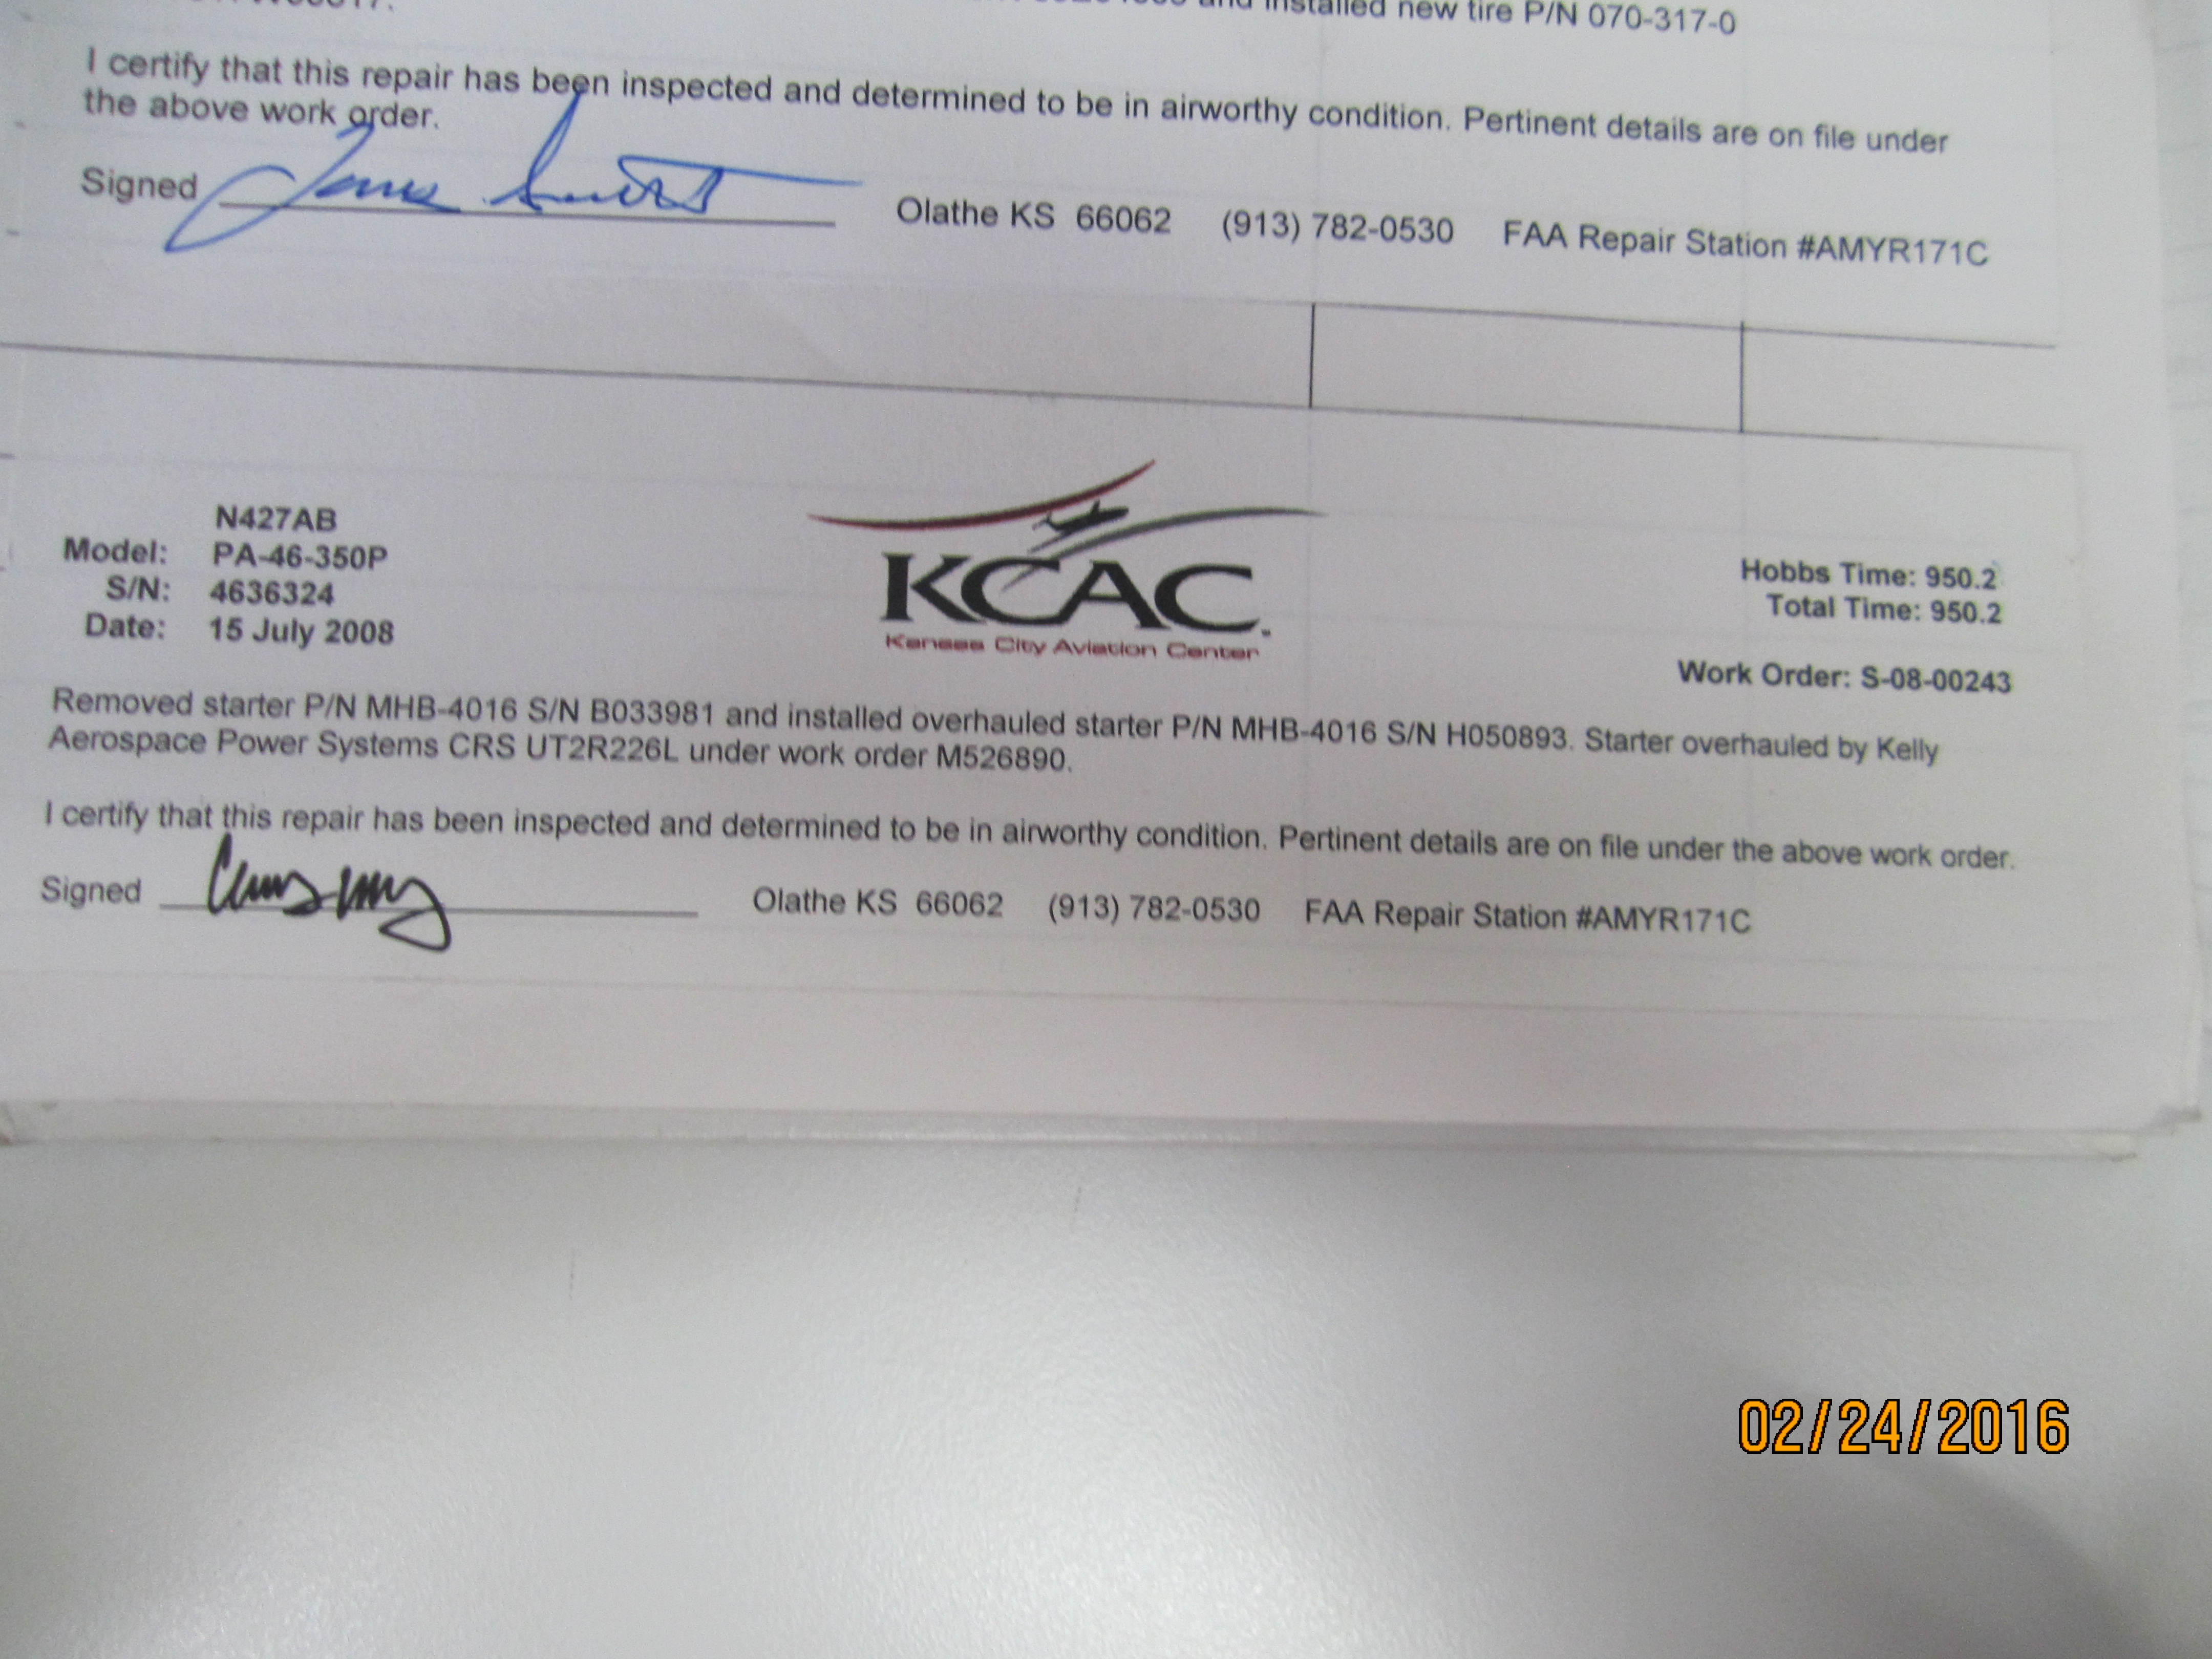 installed new tire P/N 070-317-0
I certify that this repair has been inspected and determined to be in airworthy condition. Pertinent details are on file under
the above work order.
Signed Olathe KS 66062 (913) 782-0530 FAA Repair Station #AMYR171C
N427AB
Model: PA-46-350P
S/N: 4636324
Date: 15 July 2008
KCAC
Kansas City Aviation Center
Hobbs Time: 950.2
Total Time: 950.2
Work Order: S-08-00243
Removed starter P/N MHB-4016 S/N B033981 and installed overhauled starter P/N MHB-4016 S/N H050893. Starter overhauled by Kelly
Aerospace Power Systems CRS UT2R226L under work order M526890.
I certify that this repair has been inspected and determined to be in airworthy condition. Pertinent details are on file under the above work order.
Signed Olathe KS 66062 (913) 782-0530 FAA Repair Station #AMYR171C
02/24/2016